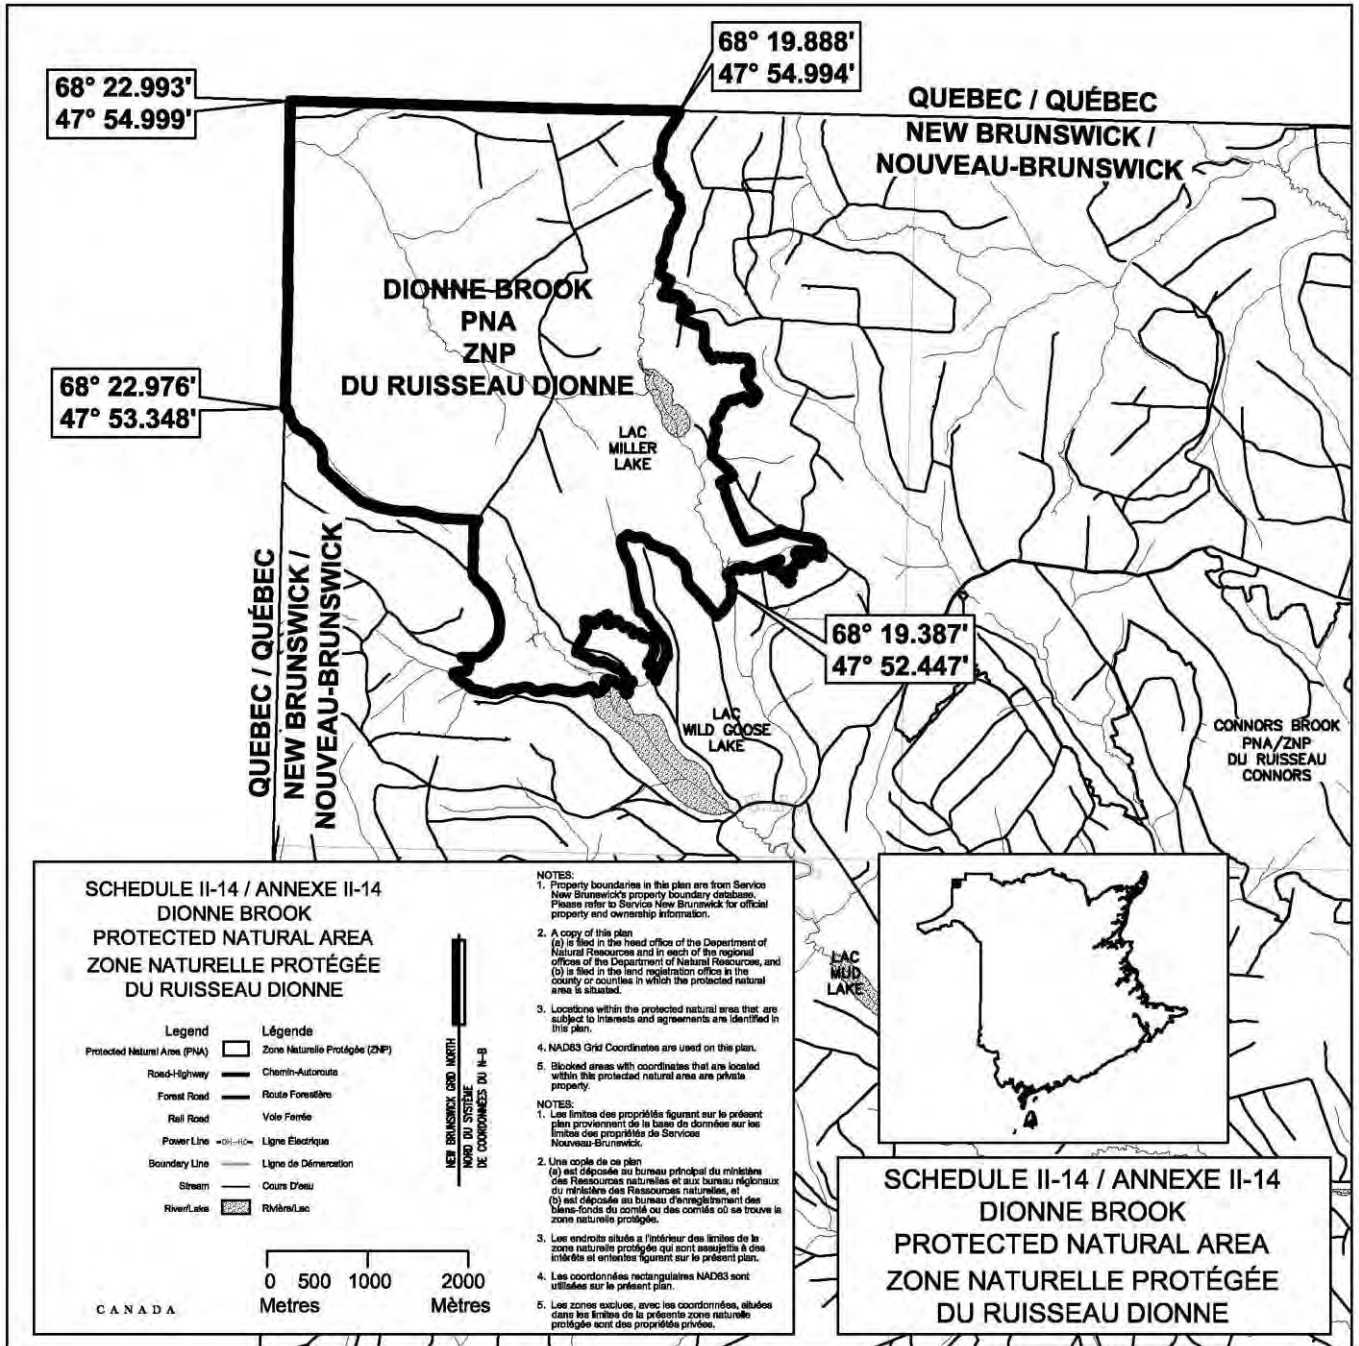 68° 19.888'
47° 54.994'
68° 22.993'
47° 54.999'
QUEBEC / QUÉBEC
NEW BRUNSWICK /
NOUVEAU-BRUNSWICK
DIONNE BROOK
PNA
ZNP
DU RUISSEAU DIONNE
68° 22.976'
47° 53.348'
LAC
MILLER
LAKE
QUEBEC / QUÉBEC
NEW BRUNSWICK /
NOUVEAU-BRUNSWICK
68° 19.387'
47° 52.447'
LAC
WILD GOOSE
LAKE
CONNORS BROOK
PNA/ZNP
DU RUISSEAU
CONNORS
LAC
MUD
LAKE
SCHEDULE II-14 / ANNEXE II-14
DIONNE BROOK
PROTECTED NATURAL AREA
ZONE NATURELLE PROTÉGÉE
DU RUISSEAU DIONNE
Legend Légende
Protected Natural Area (PNA) Zone Naturelle Protégée (ZNP)
Road-Highway Chemin-Autoroute
Forest Road Route Forestière
Rail Road Voie Ferrée
Power Line Ligne Électrique
Boundary Line Ligne de Démarcation
Stream Cours D'eau
River/Lake Rivière/Lac
NEW BRUNSWICK GRID NORTH
NORD DU SYSTÈME
DE COORDONNÉES DU N-B
0 500 1000 2000
Metres Mètres
CANADA
NOTES:
1. Property boundaries in this plan are from Service
New Brunswick's property boundary database.
Please refer to Service New Brunswick for official
property and ownership information.
2. A copy of this plan
(a) is filed in the head office of the Department of
Natural Resources and in each of the regional
offices of the Department of Natural Resources, and
(b) is filed in the land registration office in the
county or counties in which the protected natural
area is situated.
3. Locations within the protected natural area that are
subject to interests and agreements are identified in
this plan.
4. NAD83 Grid Coordinates are used on this plan.
5. Blocked areas with coordinates that are located
within this protected natural area are private
property.
NOTES:
1. Les limites des propriétés figurant sur le présent
plan proviennent de la base de données sur les
limites des propriétés de Services
Nouveau-Brunswick.
2. Une copie de ce plan
(a) est déposée au bureau principal du ministère
des Ressources naturelles et aux bureau régionaux
du ministère des Ressources naturelles, et
(b) est déposée au bureau d'enregistrement des
biens-fonds du comté ou des comtés où se trouve la
zone naturelle protégée.
3. Les endroits situés a l'intérieur des limites de la
zone naturelle protégée qui sont assujettis à des
intérêts et ententes figurent sur le présent plan.
4. Les coordonnées rectangulaires NAD83 sont
utilisées sur le présent plan.
5. Les zones exclues, avec les coordonnées, situées
dans les limites de la présente zone naturelle
protégée sont des propriétés privées.
SCHEDULE II-14 / ANNEXE II-14
DIONNE BROOK
PROTECTED NATURAL AREA
ZONE NATURELLE PROTÉGÉE
DU RUISSEAU DIONNE